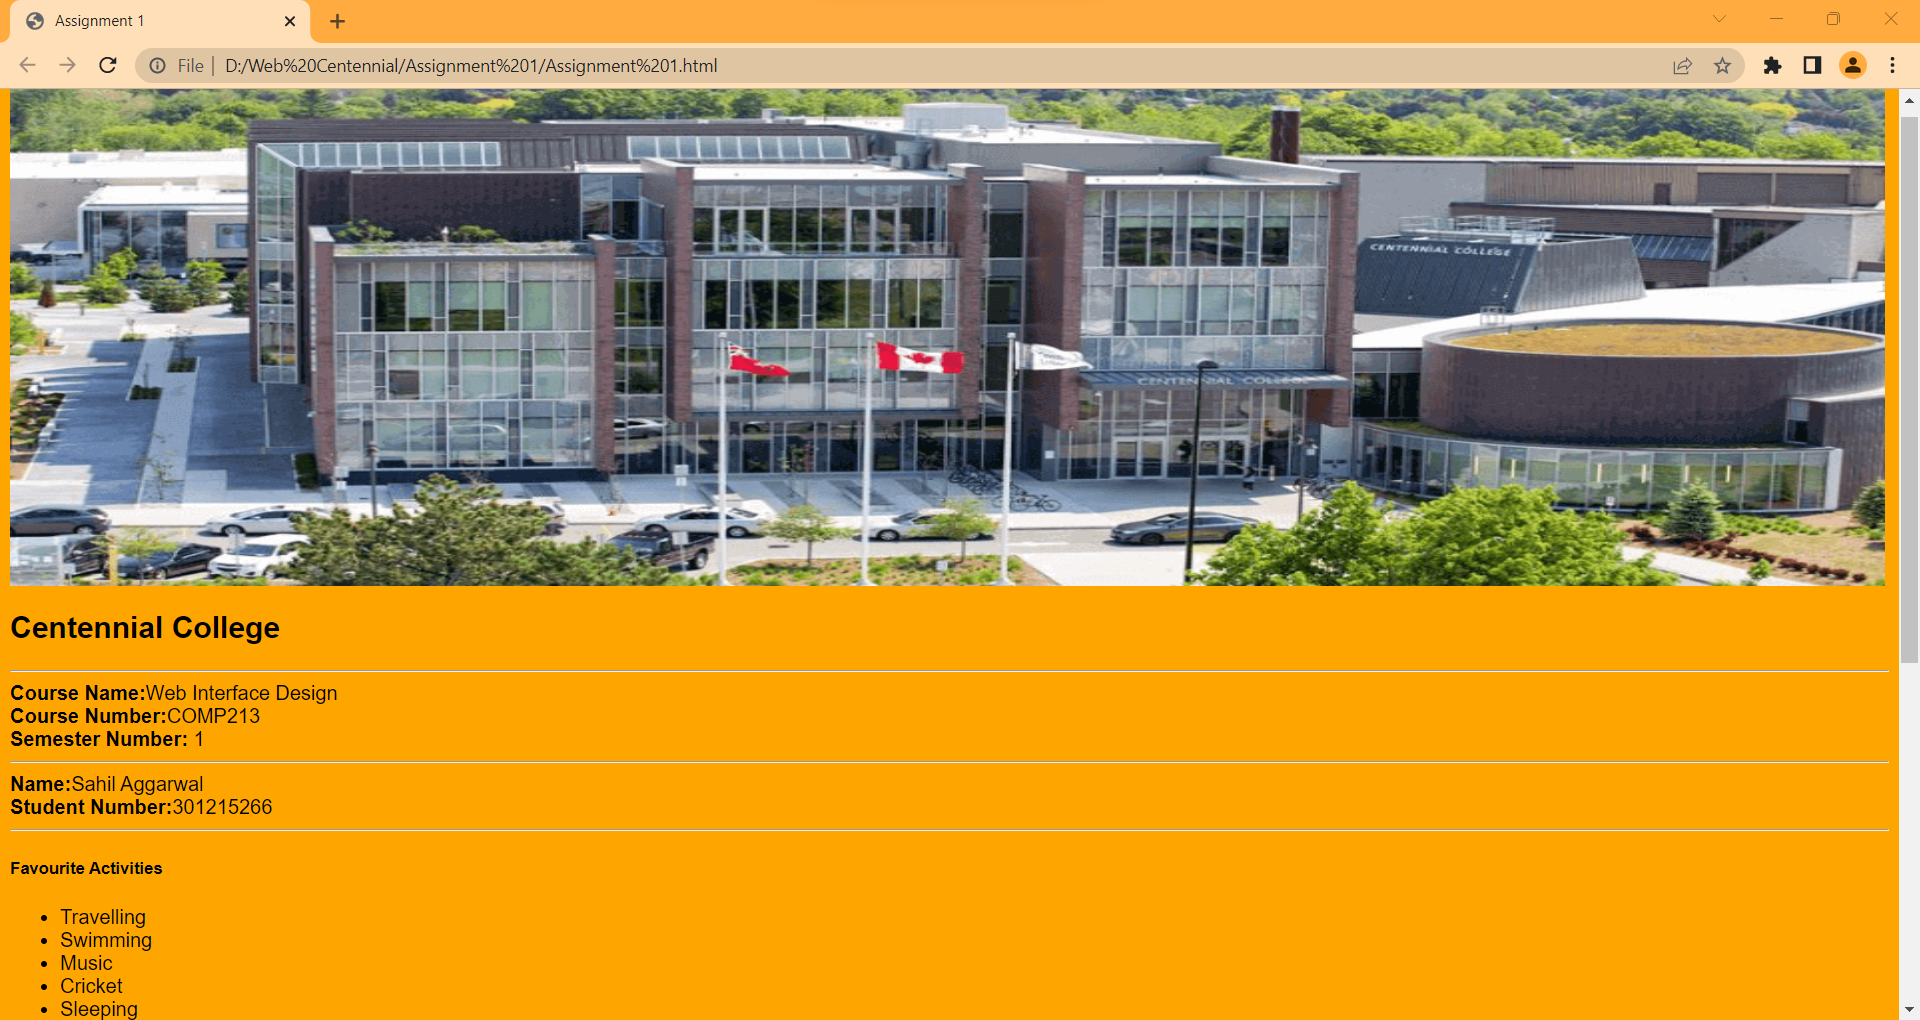 Assignment 1
File
D:/Web%20Centennial/Assignment%201/Assignment%201.html
CENTENNIAL COLLEGE
CENTENNIAL COLLEGE
Centennial College
Course Name:Web Interface Design
Course Number:COMP213
Semester Number: 1
Name:Sahil Aggarwal
Student Number:301215266
Favourite Activities
• Travelling
• Swimming
• Music
• Cricket
• Sleeping